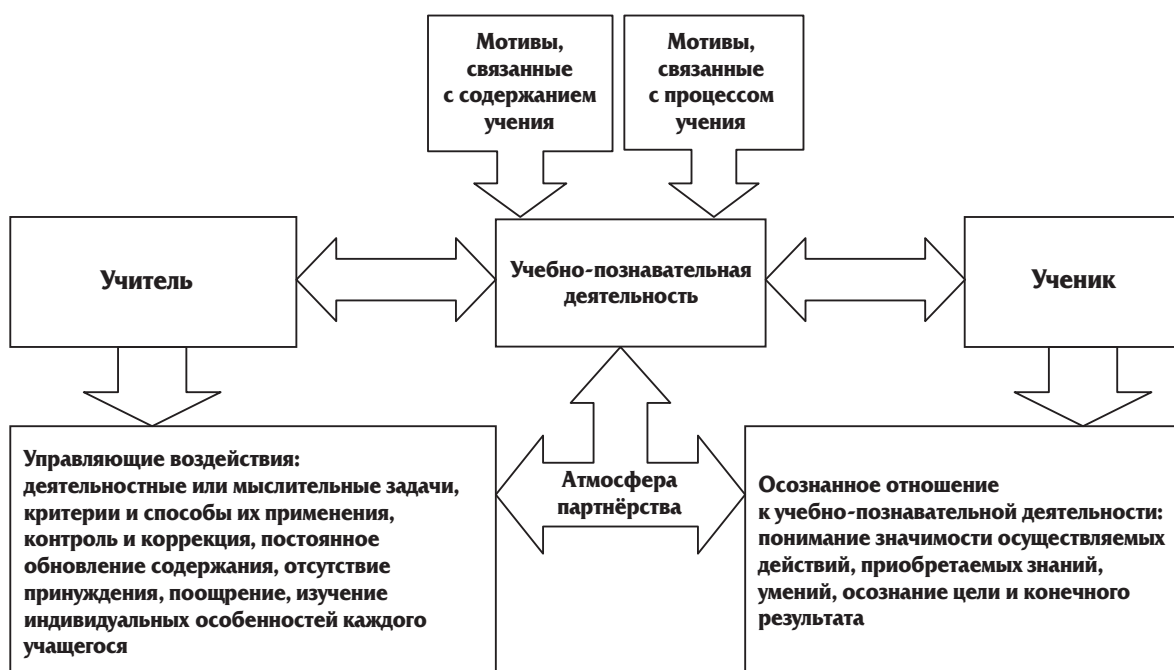 Мотивы,
связанные
с содержанием
учения
Мотивы,
связанные
с процессом
учения
Учитель
Учебно-познавательная
деятельность
Ученик
Управляющие воздействия:
деятельностные или мыслительные задачи,
критерии и способы их применения,
контроль и коррекция, постоянное
обновление содержания, отсутствие
принуждения, поощрение, изучение
индивидуальных особенностей каждого
учащегося
Атмосфера
партнёрства
Осознанное отношение
к учебно-познавательной деятельности:
понимание значимости осуществляемых
действий, приобретаемых знаний,
умений, осознание цели и конечного
результата